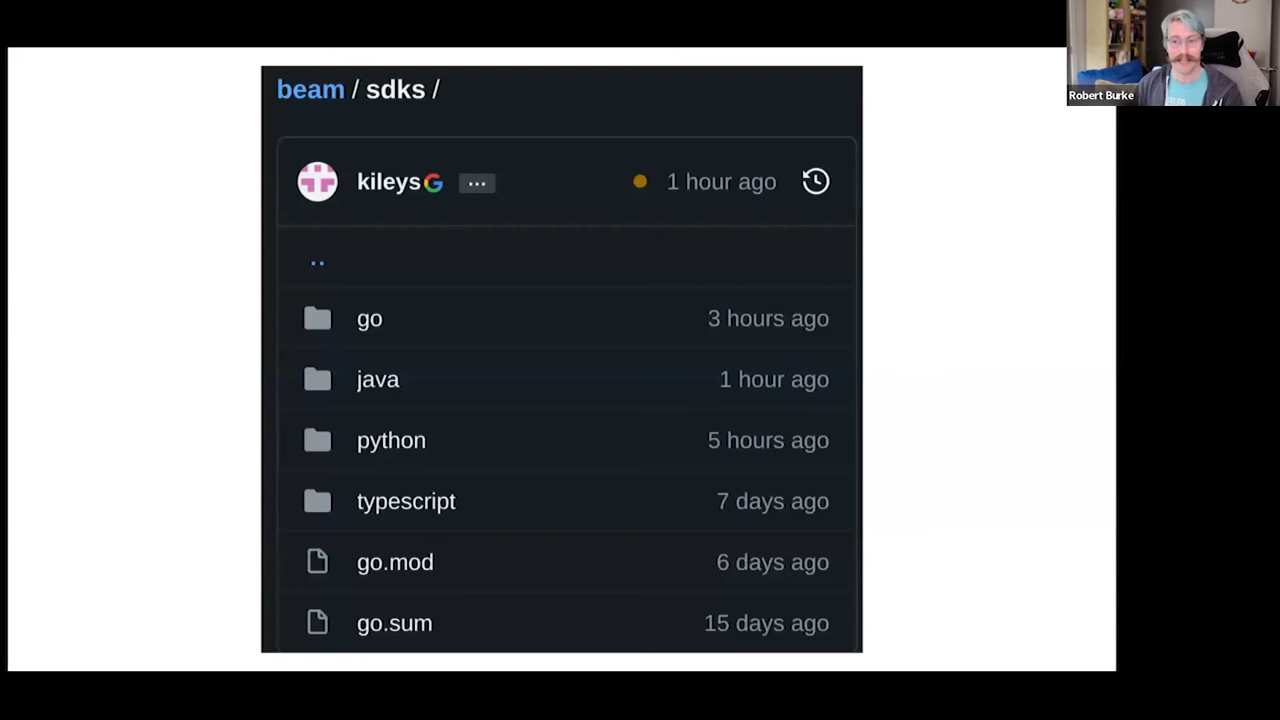 beam / sdks /
Robert Burke
kileys ... 1 hour ago
..
go 3 hours ago
java 1 hour ago
python 5 hours ago
typescript 7 days ago
go.mod 6 days ago
go.sum 15 days ago